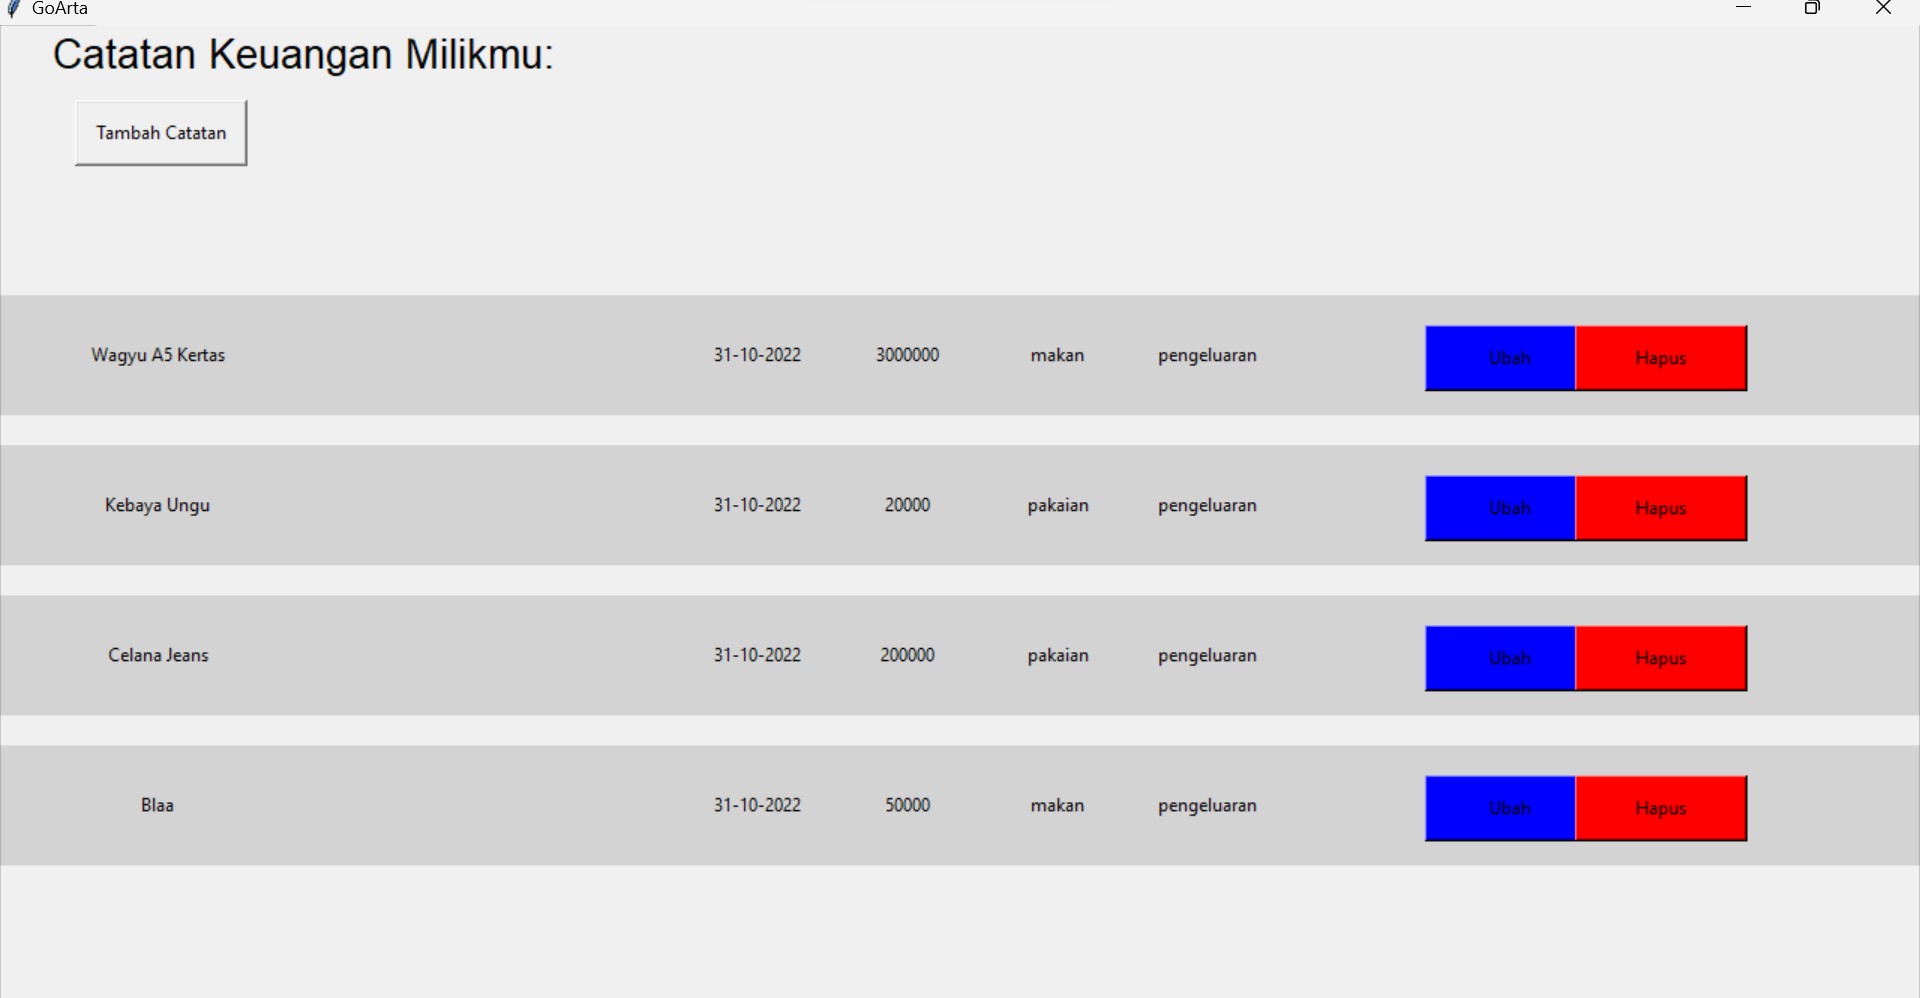 GoArta
Catatan Keuangan Milikmu:
Tambah Catatan
Wagyu A5 Kertas 31-10-2022 3000000 makan pengeluaran Ubah Hapus
Kebaya Ungu 31-10-2022 20000 pakaian pengeluaran Ubah Hapus
Celana Jeans 31-10-2022 200000 pakaian pengeluaran Ubah Hapus
Blaa 31-10-2022 50000 makan pengeluaran Ubah Hapus